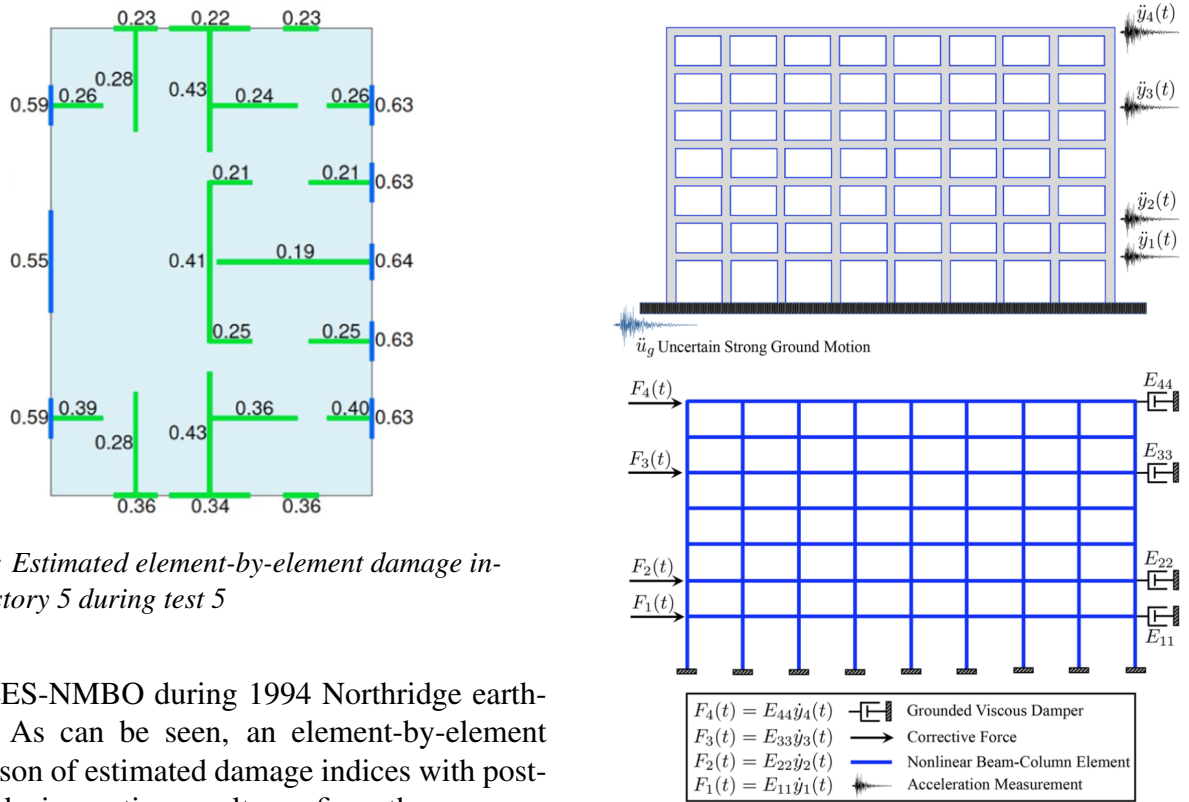 0.23 0.22 0.23
0.28
0.43
0.59 0.26 0.24 0.26 0.63
0.21 0.21 0.63
0.55 0.41 0.19 0.64
0.25 0.25 0.63
0.59 0.39 0.36 0.40 0.63
0.28 0.43
0.36 0.34 0.36
Estimated element-by-element damage in-
story 5 during test 5
ES-NMBO during 1994 Northridge earth-
As can be seen, an element-by-element
son of estimated damage indices with post-
ÿ₄(t)
ÿ₃(t)
ÿ₂(t)
ÿ₁(t)
ü_g Uncertain Strong Ground Motion
F₄(t) E₄₄
F₃(t) E₃₃
F₂(t) E₂₂
F₁(t) E₁₁
F₄(t) = E₄₄ẏ₄(t) Grounded Viscous Damper
F₃(t) = E₃₃ẏ₃(t) Corrective Force
F₂(t) = E₂₂ẏ₂(t) Nonlinear Beam-Column Element
F₁(t) = E₁₁ẏ₁(t) Acceleration Measurement